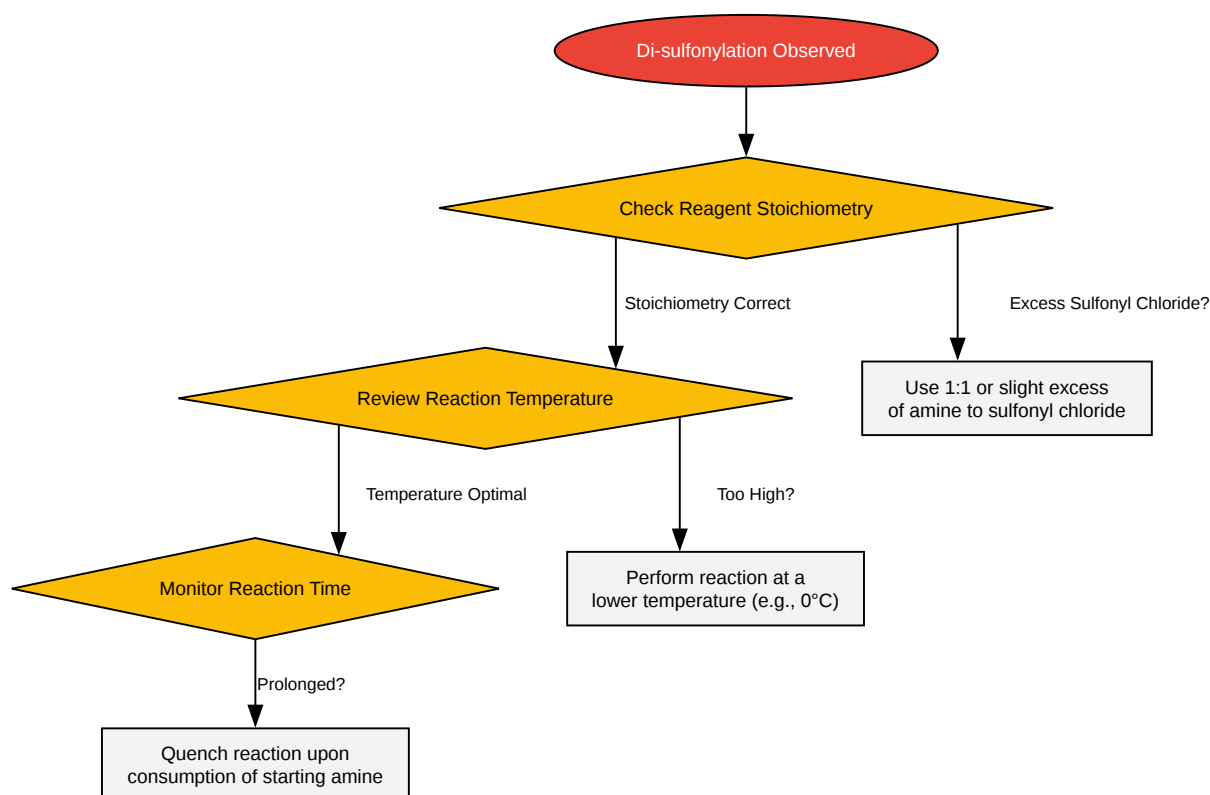 Di-sulfonylation Observed
Check Reagent Stoichiometry
Stoichiometry Correct
Excess Sulfonyl Chloride?
Review Reaction Temperature
Use 1:1 or slight excess
of amine to sulfonyl chloride
Temperature Optimal
Too High?
Monitor Reaction Time
Perform reaction at a
lower temperature (e.g., 0°C)
Prolonged?
Quench reaction upon
consumption of starting amine